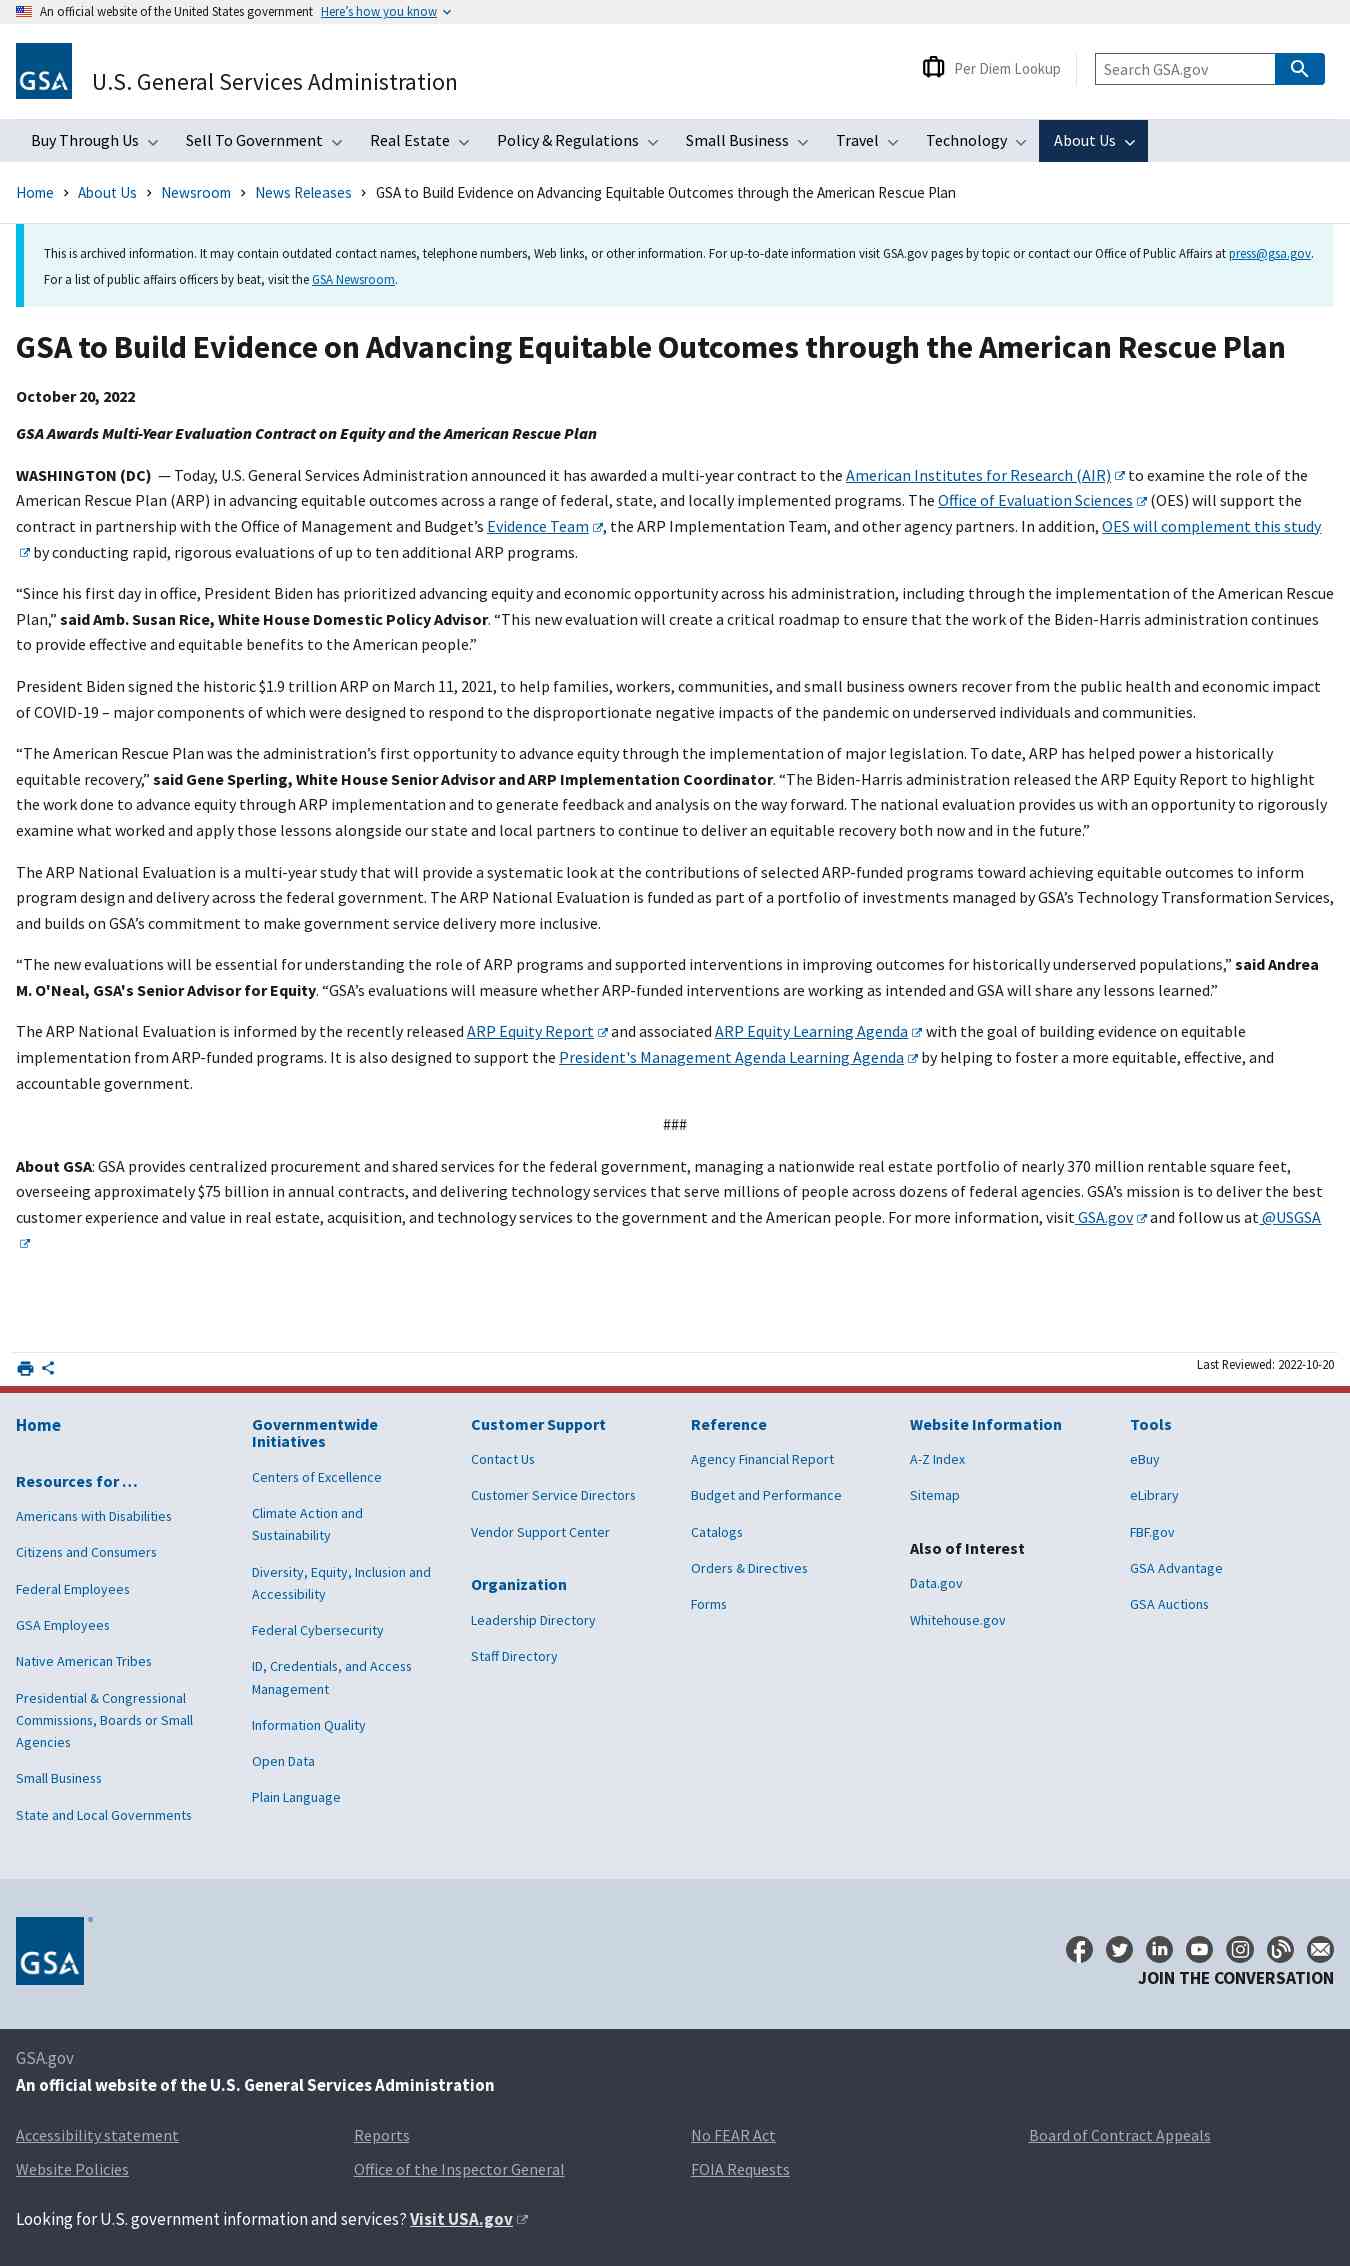 An official website of the United States government Here's how you know
GSA
U.S. General Services Administration
Per Diem Lookup
Search GSA.gov
Buy Through Us Sell To Government Real Estate Policy & Regulations Small Business Travel Technology About Us
Home About Us Newsroom News Releases GSA to Build Evidence on Advancing Equitable Outcomes through the American Rescue Plan
This is archived information. It may contain outdated contact names, telephone numbers, Web links, or other information. For up-to-date information visit GSA.gov pages by topic or contact our Office of Public Affairs at press@gsa.gov.
For a list of public affairs officers by beat, visit the GSA Newsroom.
GSA to Build Evidence on Advancing Equitable Outcomes through the American Rescue Plan
October 20, 2022
GSA Awards Multi-Year Evaluation Contract on Equity and the American Rescue Plan
WASHINGTON (DC) — Today, U.S. General Services Administration announced it has awarded a multi-year contract to the American Institutes for Research (AIR) to examine the role of the
American Rescue Plan (ARP) in advancing equitable outcomes across a range of federal, state, and locally implemented programs. The Office of Evaluation Sciences (OES) will support the
contract in partnership with the Office of Management and Budget’s Evidence Team, the ARP Implementation Team, and other agency partners. In addition, OES will complement this study
by conducting rapid, rigorous evaluations of up to ten additional ARP programs.
“Since his first day in office, President Biden has prioritized advancing equity and economic opportunity across his administration, including through the implementation of the American Rescue
Plan,” said Amb. Susan Rice, White House Domestic Policy Advisor. “This new evaluation will create a critical roadmap to ensure that the work of the Biden-Harris administration continues
to provide effective and equitable benefits to the American people.”
President Biden signed the historic $1.9 trillion ARP on March 11, 2021, to help families, workers, communities, and small business owners recover from the public health and economic impact
of COVID-19 – major components of which were designed to respond to the disproportionate negative impacts of the pandemic on underserved individuals and communities.
“The American Rescue Plan was the administration’s first opportunity to advance equity through the implementation of major legislation. To date, ARP has helped power a historically
equitable recovery,” said Gene Sperling, White House Senior Advisor and ARP Implementation Coordinator. “The Biden-Harris administration released the ARP Equity Report to highlight
the work done to advance equity through ARP implementation and to generate feedback and analysis on the way forward. The national evaluation provides us with an opportunity to rigorously
examine what worked and apply those lessons alongside our state and local partners to continue to deliver an equitable recovery both now and in the future.”
The ARP National Evaluation is a multi-year study that will provide a systematic look at the contributions of selected ARP-funded programs toward achieving equitable outcomes to inform
program design and delivery across the federal government. The ARP National Evaluation is funded as part of a portfolio of investments managed by GSA’s Technology Transformation Services,
and builds on GSA’s commitment to make government service delivery more inclusive.
“The new evaluations will be essential for understanding the role of ARP programs and supported interventions in improving outcomes for historically underserved populations,” said Andrea
M. O'Neal, GSA's Senior Advisor for Equity. “GSA’s evaluations will measure whether ARP-funded interventions are working as intended and GSA will share any lessons learned.”
The ARP National Evaluation is informed by the recently released ARP Equity Report and associated ARP Equity Learning Agenda with the goal of building evidence on equitable
implementation from ARP-funded programs. It is also designed to support the President's Management Agenda Learning Agenda by helping to foster a more equitable, effective, and
accountable government.
###
About GSA: GSA provides centralized procurement and shared services for the federal government, managing a nationwide real estate portfolio of nearly 370 million rentable square feet,
overseeing approximately $75 billion in annual contracts, and delivering technology services that serve millions of people across dozens of federal agencies. GSA’s mission is to deliver the best
customer experience and value in real estate, acquisition, and technology services to the government and the American people. For more information, visit GSA.gov and follow us at @USGSA
Last Reviewed: 2022-10-20
Home
Resources for …
Americans with Disabilities
Citizens and Consumers
Federal Employees
GSA Employees
Native American Tribes
Presidential & Congressional
Commissions, Boards or Small
Agencies
Small Business
State and Local Governments
Governmentwide
Initiatives
Centers of Excellence
Climate Action and
Sustainability
Diversity, Equity, Inclusion and
Accessibility
Federal Cybersecurity
ID, Credentials, and Access
Management
Information Quality
Open Data
Plain Language
Customer Support
Contact Us
Customer Service Directors
Vendor Support Center
Organization
Leadership Directory
Staff Directory
Reference
Agency Financial Report
Budget and Performance
Catalogs
Orders & Directives
Forms
Website Information
A-Z Index
Sitemap
Also of Interest
Data.gov
Whitehouse.gov
Tools
eBuy
eLibrary
FBF.gov
GSA Advantage
GSA Auctions
GSA
JOIN THE CONVERSATION
GSA.gov
An official website of the U.S. General Services Administration
Accessibility statement Reports No FEAR Act Board of Contract Appeals
Website Policies Office of the Inspector General FOIA Requests
Looking for U.S. government information and services? Visit USA.gov